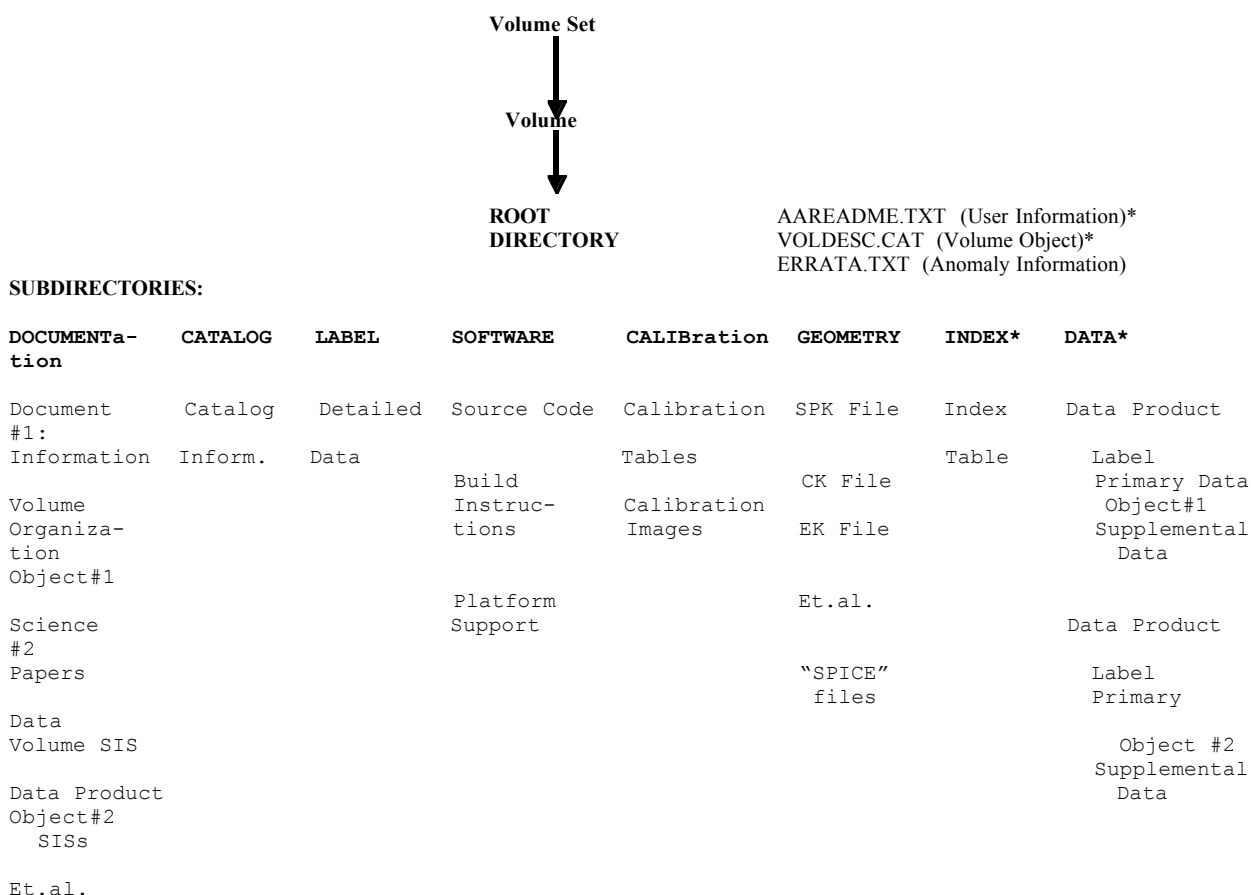 Volume Set
Volume
ROOT AAREADME.TXT (User Information)*
DIRECTORY VOLDESC.CAT (Volume Object)*
ERRATA.TXT (Anomaly Information)
SUBDIRECTORIES:
DOCUMENTa- CATALOG LABEL SOFTWARE CALIBration GEOMETRY INDEX* DATA*
tion
Document Catalog Detailed Source Code Calibration SPK File Index Data Product
#1:
Information Inform. Data Tables Table Label
Build CK File Primary Data
Volume Instruc- Calibration Object#1
Organiza- tions Images EK File Supplemental
tion Data
Object#1
Platform Et.al.
Science Support Data Product
#2
Papers “SPICE” Label
files Primary
Data
Volume SIS Object #2
Supplemental
Data Product Data
Object#2
SISs
Et.al.